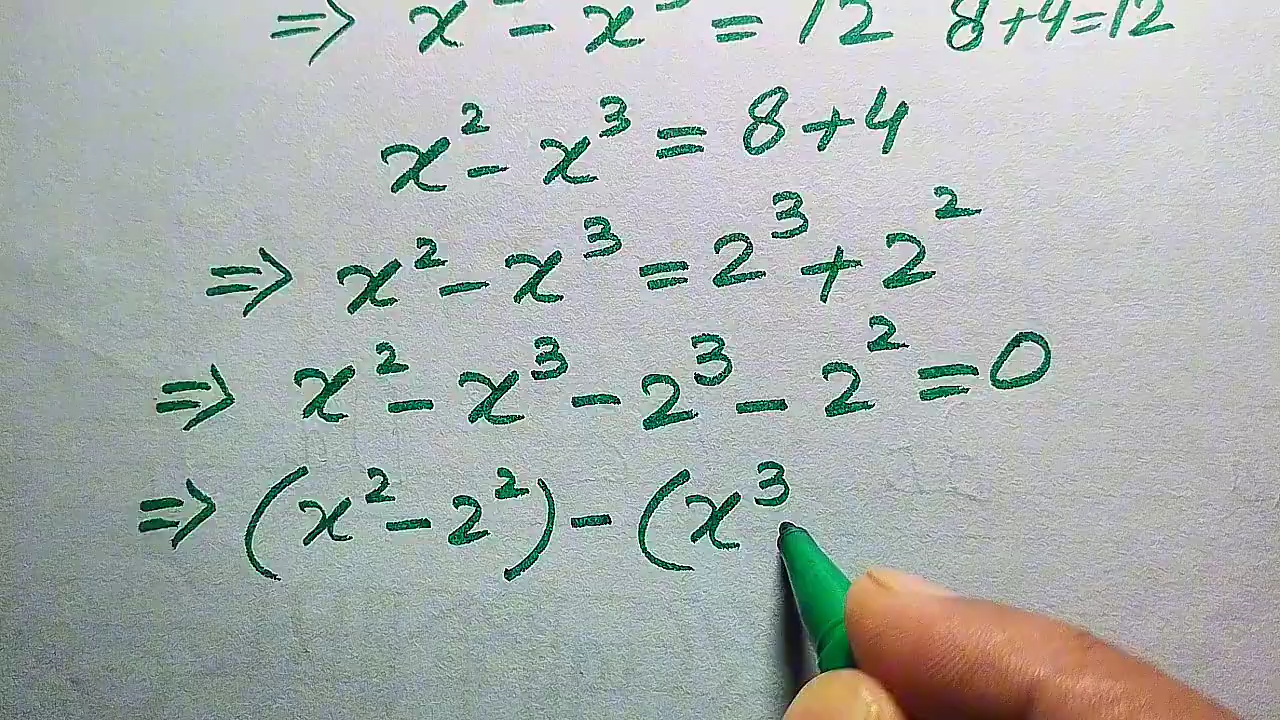 ⇒ x² - x³ = 12 8+4=12
x² - x³ = 8+4
⇒ x² - x³ = 2³ + 2²
⇒ x² - x³ - 2³ - 2² = 0
⇒ (x² - 2²) - (x³